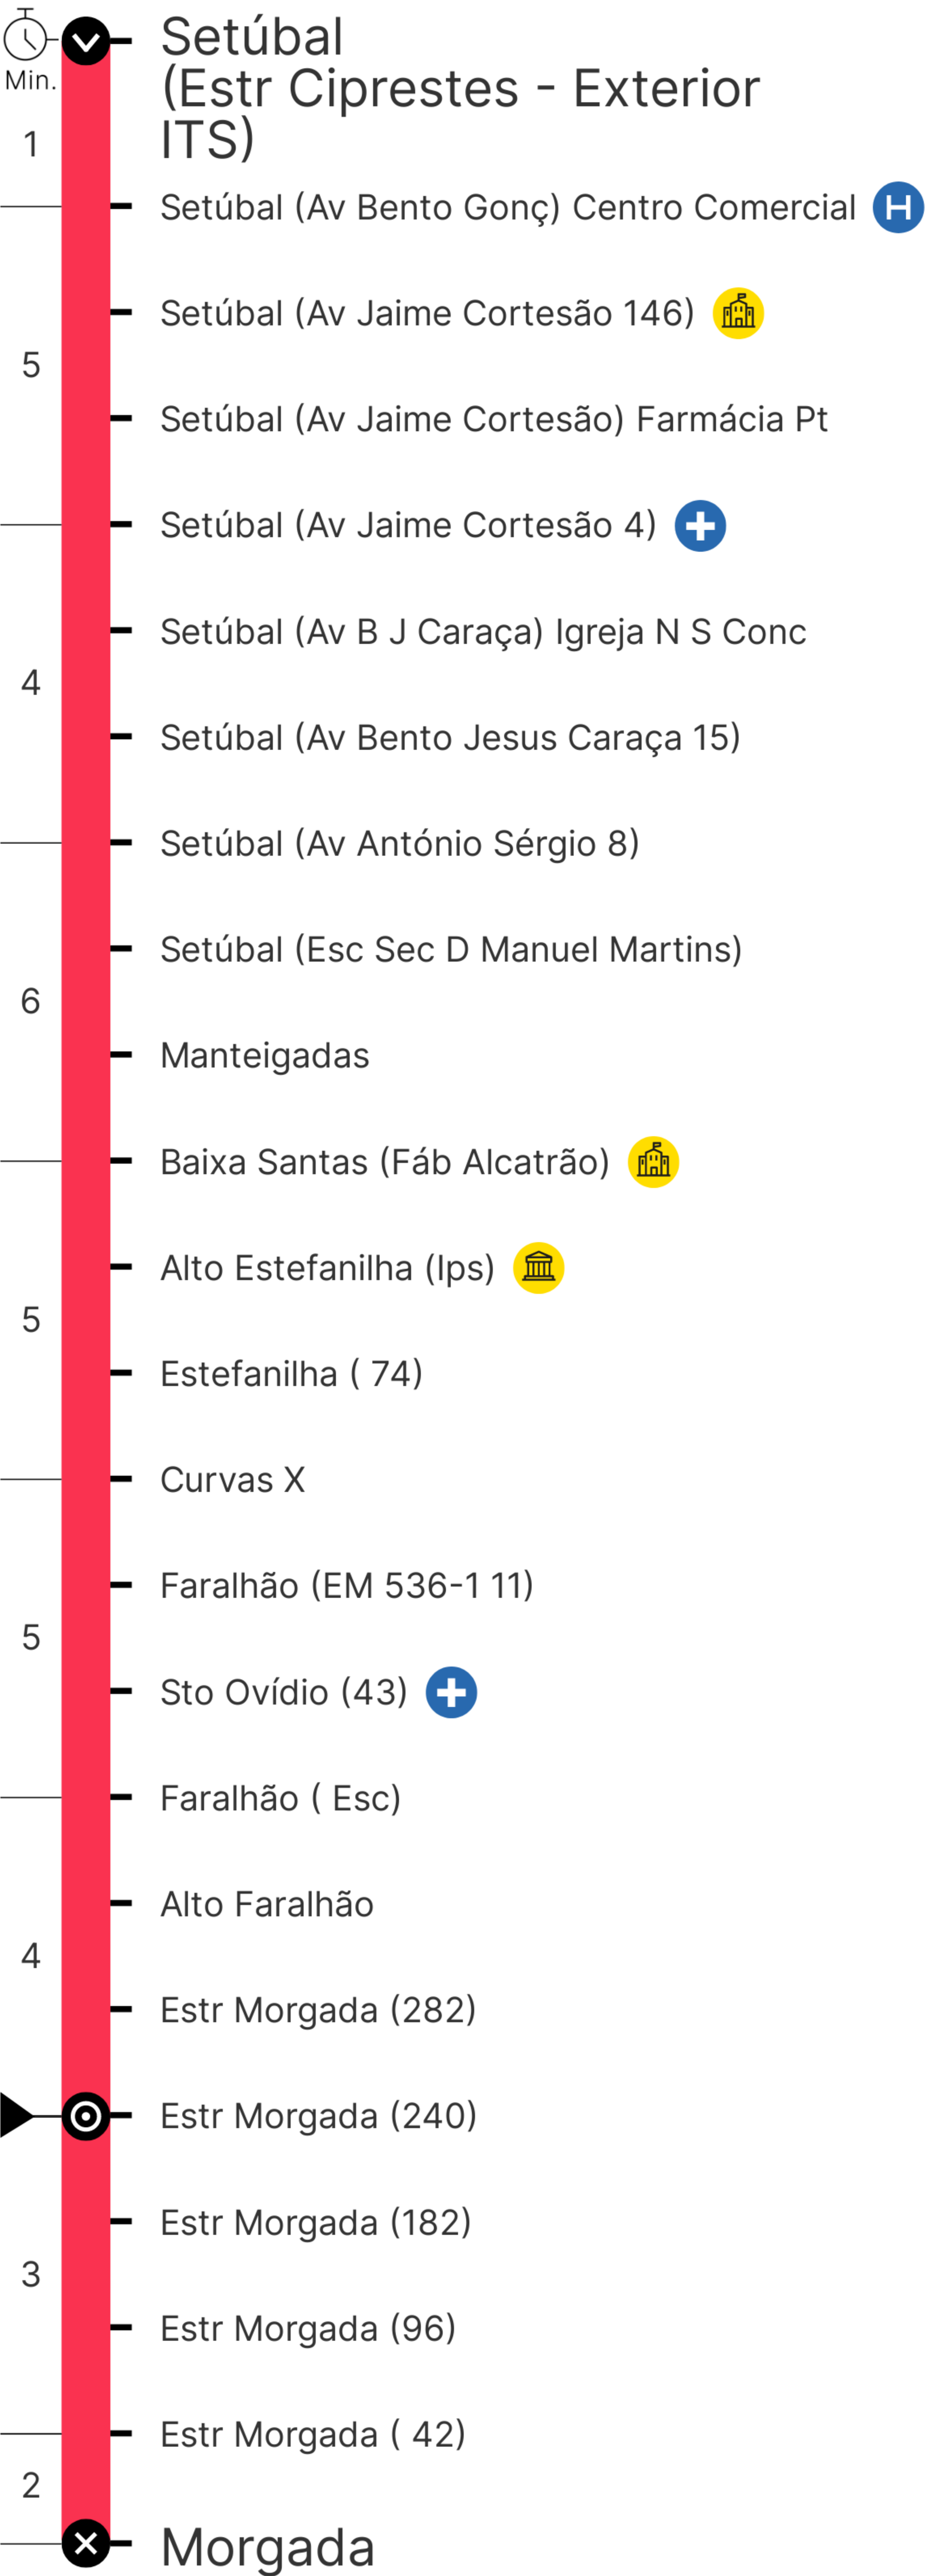 Min.
Setúbal
(Estr Ciprestes - Exterior
ITS)
1
Setúbal (Av Bento Gonç) Centro Comercial H
Setúbal (Av Jaime Cortesão 146)
5
Setúbal (Av Jaime Cortesão) Farmácia Pt
Setúbal (Av Jaime Cortesão 4)
Setúbal (Av B J Caraça) Igreja N S Conc
4
Setúbal (Av Bento Jesus Caraça 15)
Setúbal (Av António Sérgio 8)
Setúbal (Esc Sec D Manuel Martins)
6
Manteigadas
Baixa Santas (Fáb Alcatrão)
Alto Estefanilha (Ips)
5
Estefanilha ( 74)
Curvas X
Faralhão (EM 536-1 11)
5
Sto Ovídio (43)
Faralhão ( Esc)
Alto Faralhão
4
Estr Morgada (282)
Estr Morgada (240)
Estr Morgada (182)
3
Estr Morgada (96)
Estr Morgada ( 42)
2
Morgada